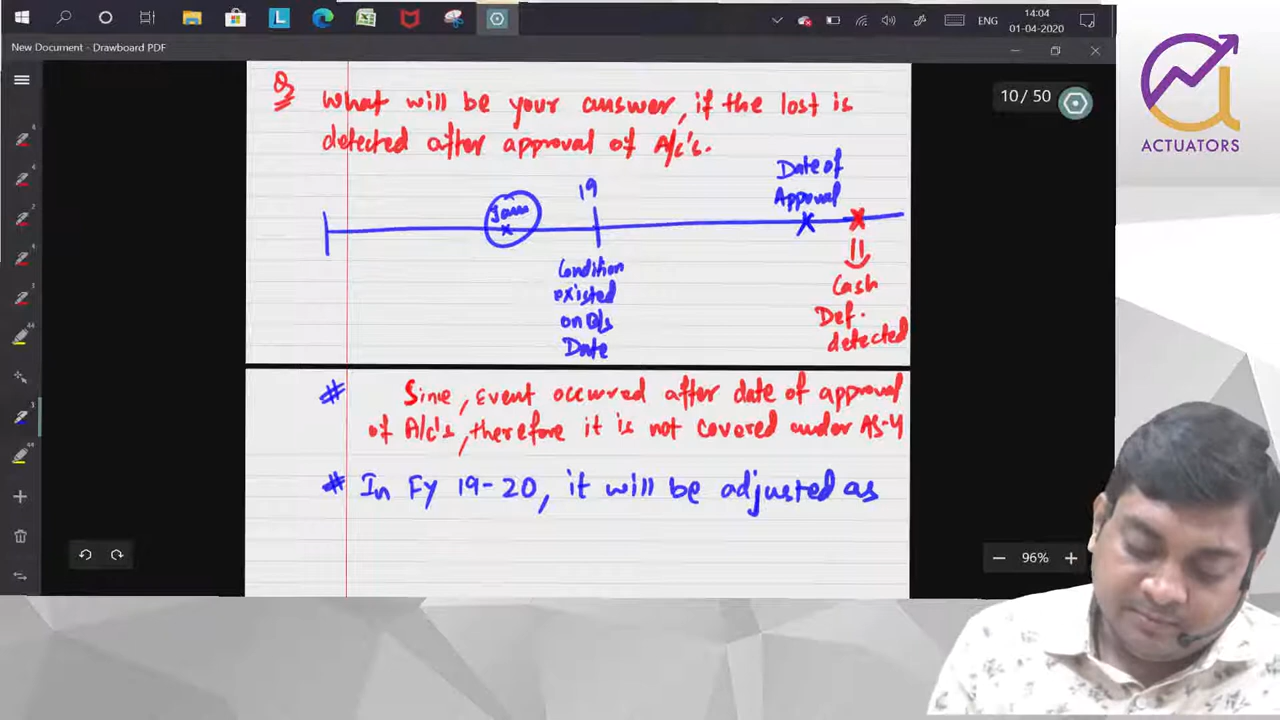 14:04
ENG
01-04-2020
New Document - Drawboard PDF
10 / 50
ACTUATORS
Q What will be your answer, if the lost is
detected after approval of A/c's.
Date of
Approval
19
Jan
Condition
existed
on B/s
Date
Cash
Def.
detected
# Sine, event occurred after date of approval
of A/c's, therefore it is not covered under AS-4
# In Fy 19-20, it will be adjusted as
96%